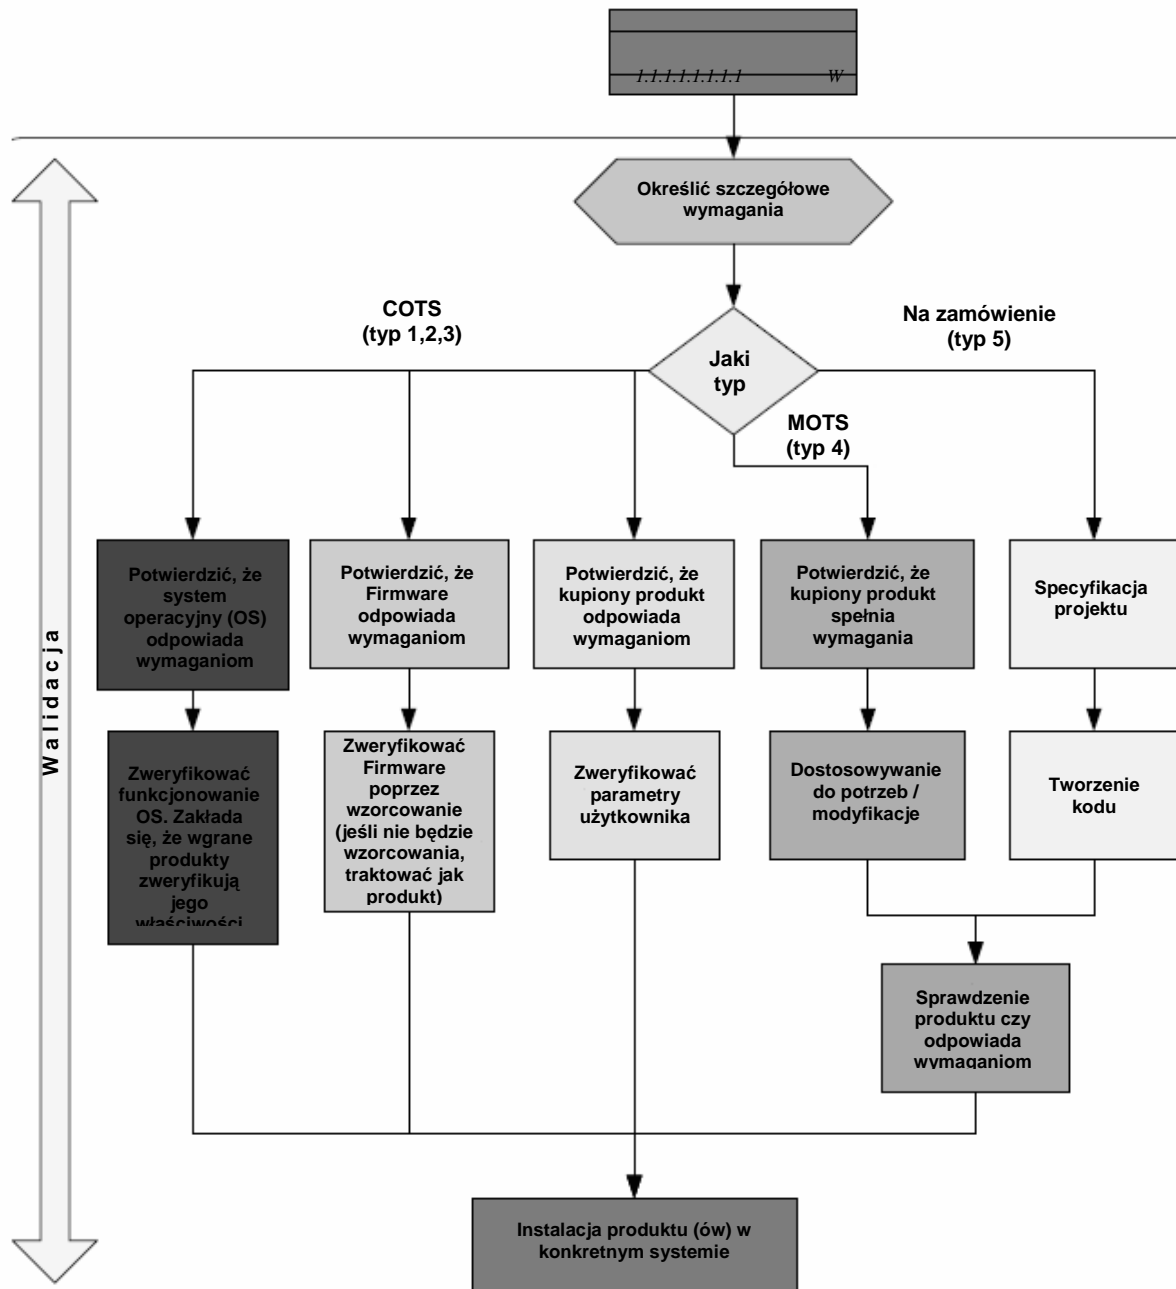 1.1.1.1.1.1.1.1 W
Określić szczegółowe
wymagania
COTS
(typ 1,2,3)
Na zamówienie
(typ 5)
Jaki
typ
MOTS
(typ 4)
Potwierdzić, że
system
operacyjny (OS)
odpowiada
wymaganiom
Potwierdzić, że
Firmware
odpowiada
wymaganiom
Potwierdzić, że
kupiony produkt
odpowiada
wymaganiom
Potwierdzić, że
kupiony produkt
spełnia
wymagania
Specyfikacja
projektu
Walidacja
Zweryfikować
funkcjonowanie
OS. Zakłada
się, że wgrane
produkty
zweryfikują
jego
właściwości
Zweryfikować
Firmware
poprzez
wzorcowanie
(jeśli nie będzie
wzorcowania,
traktować jak
produkt)
Zweryfikować
parametry
użytkownika
Dostosowywanie
do potrzeb /
modyfikacje
Tworzenie
kodu
Sprawdzenie
produktu czy
odpowiada
wymaganiom
Instalacja produktu (ów) w
konkretnym systemie